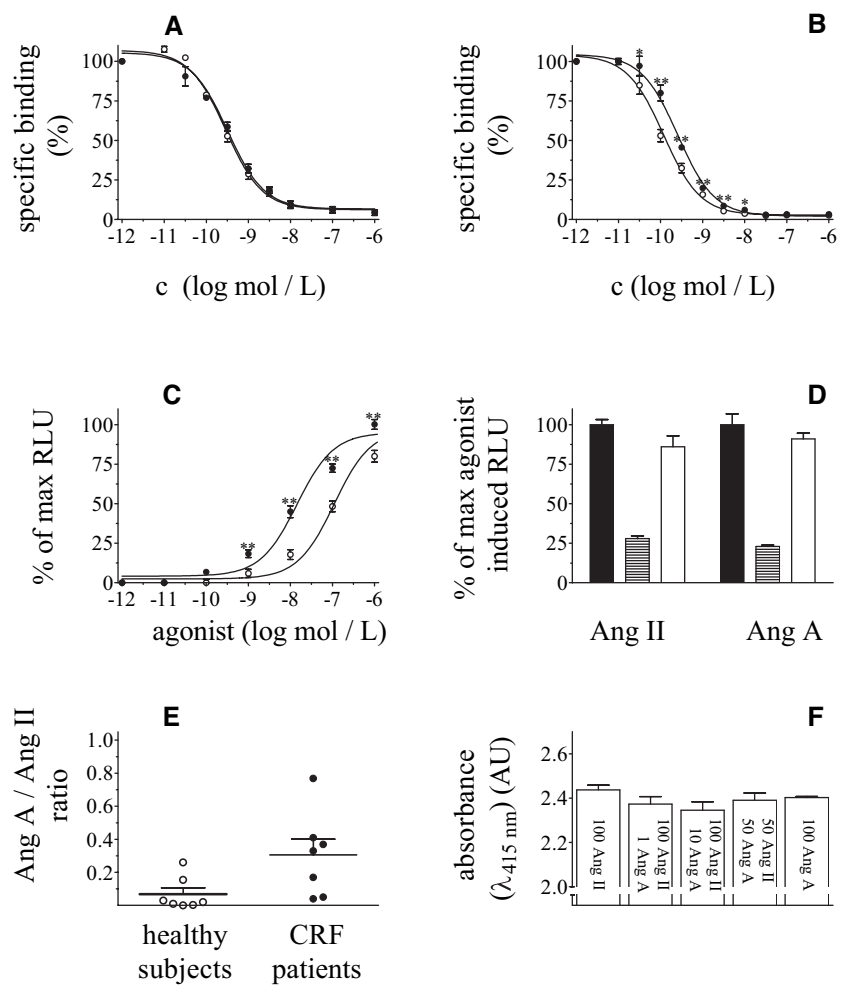 A
specific binding
(%)
100
75
50
25
0
-12 -11 -10 -9 -8 -7 -6
c (log mol / L)
B
specific binding
(%)
100
75
50
25
0
* ** ** ** ** *
-12 -11 -10 -9 -8 -7 -6
c (log mol / L)
C
% of max RLU
100
75
50
25
0
** ** ** **
-12 -11 -10 -9 -8 -7 -6
agonist (log mol / L)
D
% of max agonist
induced RLU
100
75
50
25
0
Ang II Ang A
E
Ang A / Ang II
ratio
1.0
0.8
0.6
0.4
0.2
healthy
subjects
CRF
patients
F
absorbance
(λ415 nm) (AU)
2.6
2.4
2.2
2.0
100 Ang II
100 Ang II
1 Ang A
100 Ang II
10 Ang A
50 Ang II
50 Ang A
100 Ang A